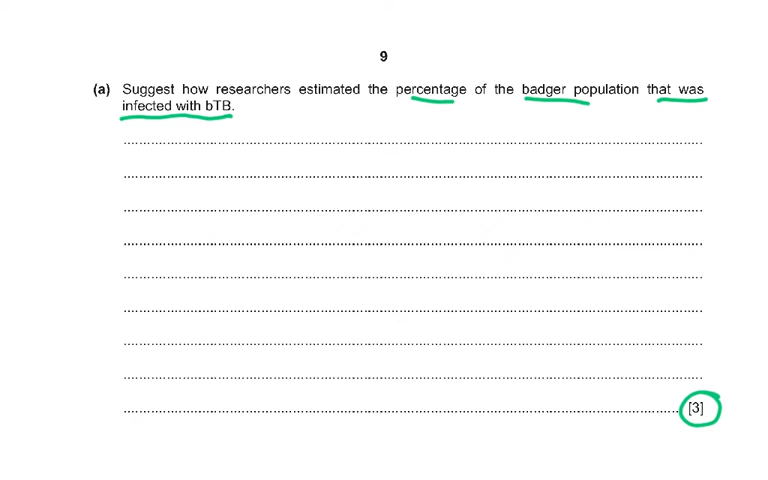 9
(a) Suggest how researchers estimated the percentage of the badger population that was
infected with bTB.
[3]